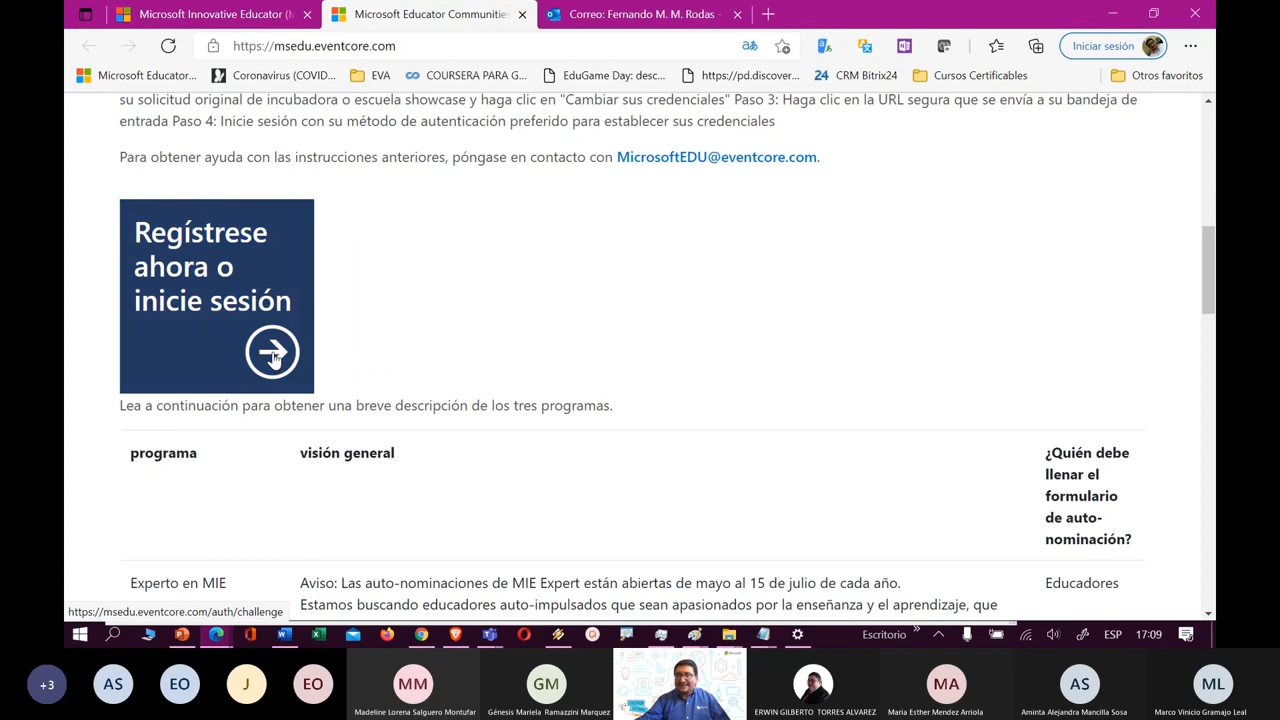 Microsoft Innovative Educator (M
Microsoft Educator Communities
Correo: Fernando M. M. Rodas -
https://msedu.eventcore.com
Iniciar sesión
Microsoft Educator...
Coronavirus (COVID...
EVA
COURSERA PARA G...
EduGame Day: desc...
https://pd.discover...
24 CRM Bitrix24
Cursos Certificables
Otros favoritos
su solicitud original de incubadora o escuela showcase y haga clic en "Cambiar sus credenciales" Paso 3: Haga clic en la URL segura que se envía a su bandeja de
entrada Paso 4: Inicie sesión con su método de autenticación preferido para establecer sus credenciales
Para obtener ayuda con las instrucciones anteriores, póngase en contacto con MicrosoftEDU@eventcore.com.
Regístrese
ahora o
inicie sesión
Lea a continuación para obtener una breve descripción de los tres programas.
programa
visión general
¿Quién debe
llenar el
formulario
de auto-
nominación?
Experto en MIE
Aviso: Las auto-nominaciones de MIE Expert están abiertas de mayo al 15 de julio de cada año.
Educadores
Estamos buscando educadores auto-impulsados que sean apasionados por la enseñanza y el aprendizaje, que
https://msedu.eventcore.com/auth/challenge
Escritorio
ESP
17:09
+3
AS
EO
J
EO
MM
GM
MA
AS
ML
Madeline Lorena Salguero Montufar
Génesis Mariela Ramazzini Marquez
ERWIN GILBERTO TORRES ALVAREZ
Maria Esther Mendez Arriola
Aminta Alejandra Mancilla Sosa
Marco Vinicio Gramajo Leal